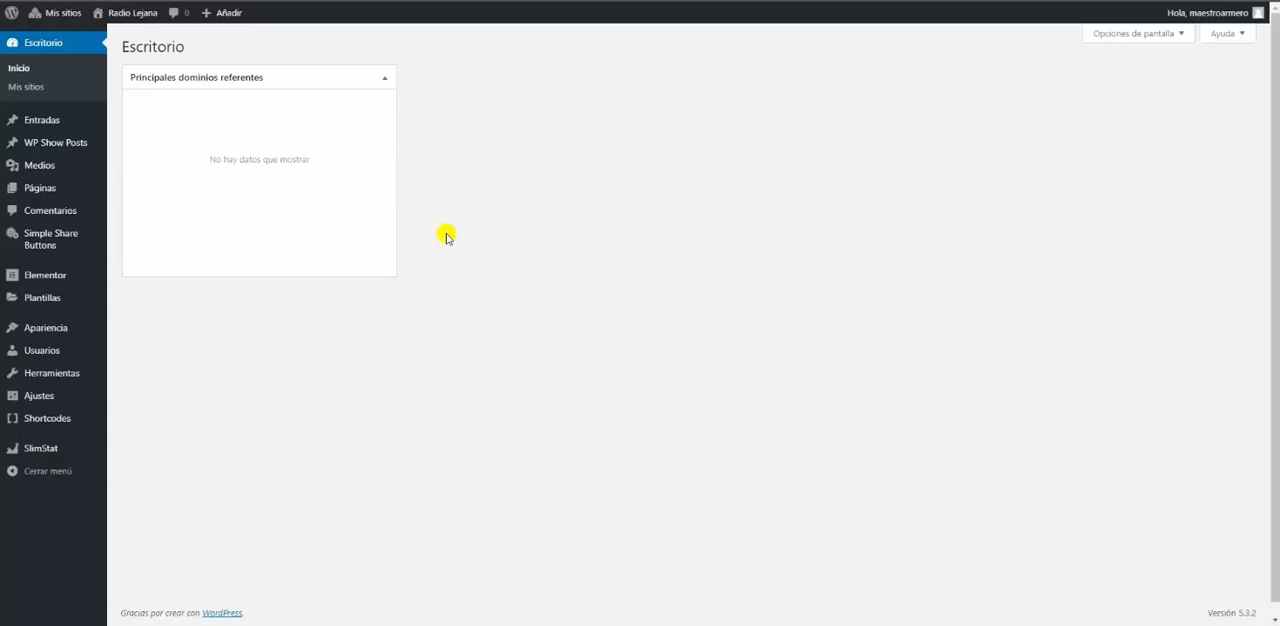 Mis sitios Radio Lejana 0 + Añadir Hola, maestroarmero
Opciones de pantalla ▼ Ayuda ▼
Escritorio
Inicio
Mis sitios
Entradas
WP Show Posts
Medios
Páginas
Comentarios
Simple Share
Buttons
Elementor
Plantillas
Apariencia
Usuarios
Herramientas
Ajustes
Shortcodes
SlimStat
Cerrar menú
Escritorio
Principales dominios referentes
No hay datos que mostrar
Gracias por crear con WordPress.
Versión 5.3.2